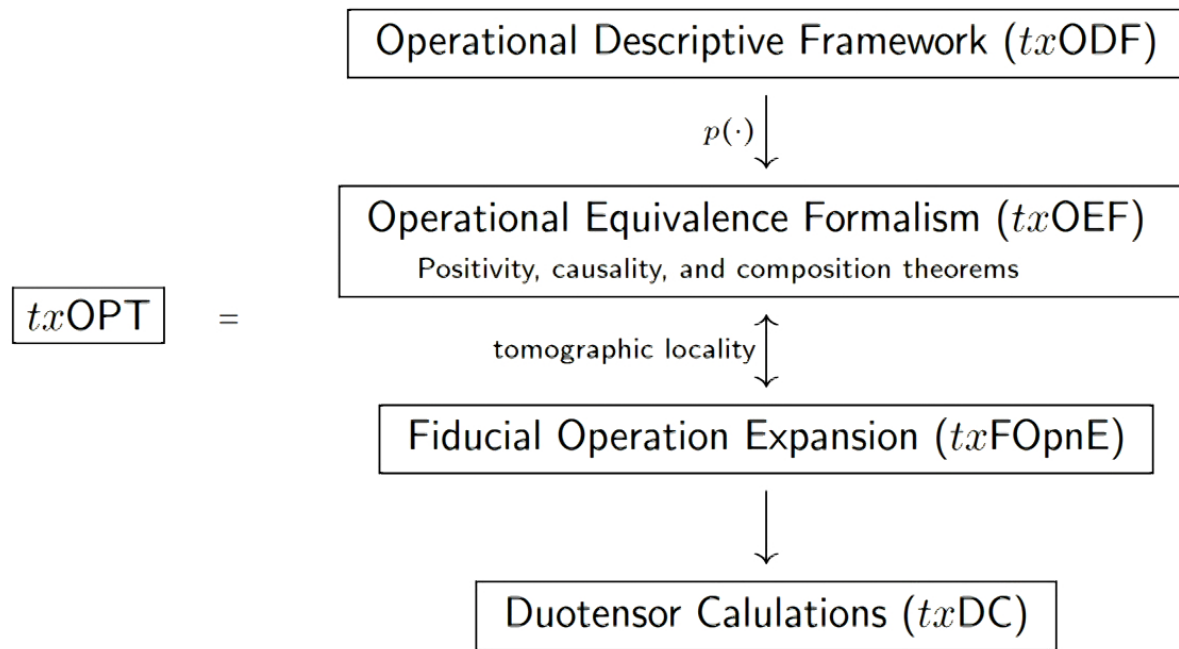 Operational Descriptive Framework (txODF)
p(·)
Operational Equivalence Formalism (txOEF)
Positivity, causality, and composition theorems
txOPT =
tomographic locality
Fiducial Operation Expansion (txFOpnE)
Duotensor Calulations (txDC)